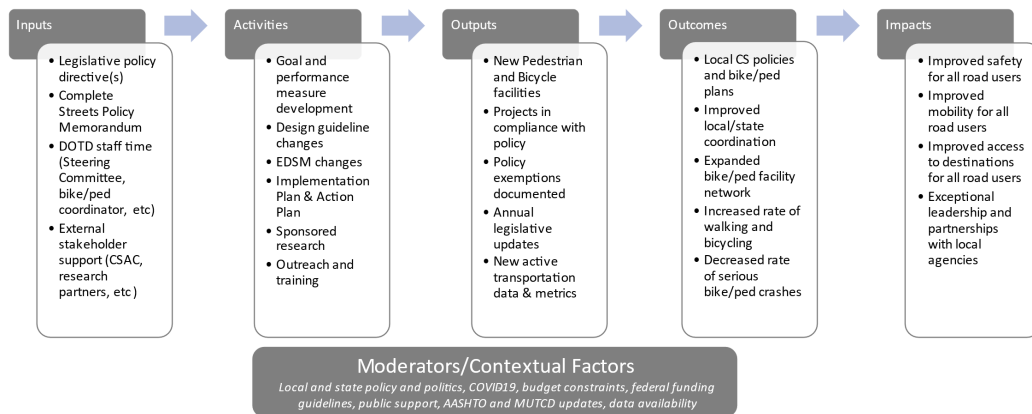 Inputs
• Legislative policy
directive(s)
• Complete
Streets Policy
Memorandum
• DOTD staff time
(Steering
Committee,
bike/ped
coordinator, etc)
• External
stakeholder
support (CSAC,
research
partners, etc)
Activities
• Goal and
performance
measure
development
• Design guideline
changes
• EDSM changes
• Implementation
Plan & Action
Plan
• Sponsored
research
• Outreach and
training
Outputs
• New Pedestrian
and Bicycle
facilities
• Projects in
compliance with
policy
• Policy
exemptions
documented
• Annual
legislative
updates
• New active
transportation
data & metrics
Outcomes
• Local CS policies
and bike/ped
plans
• Improved
local/state
coordination
• Expanded
bike/ped facility
network
• Increased rate of
walking and
bicycling
• Decreased rate
of serious
bike/ped crashes
Impacts
• Improved safety
for all road users
• Improved
mobility for all
road users
• Improved access
to destinations
for all road users
• Exceptional
leadership and
partnerships
with local
agencies
Moderators/Contextual Factors
Local and state policy and politics, COVID19, budget constraints, federal funding
guidelines, public support, AASHTO and MUTCD updates, data availability